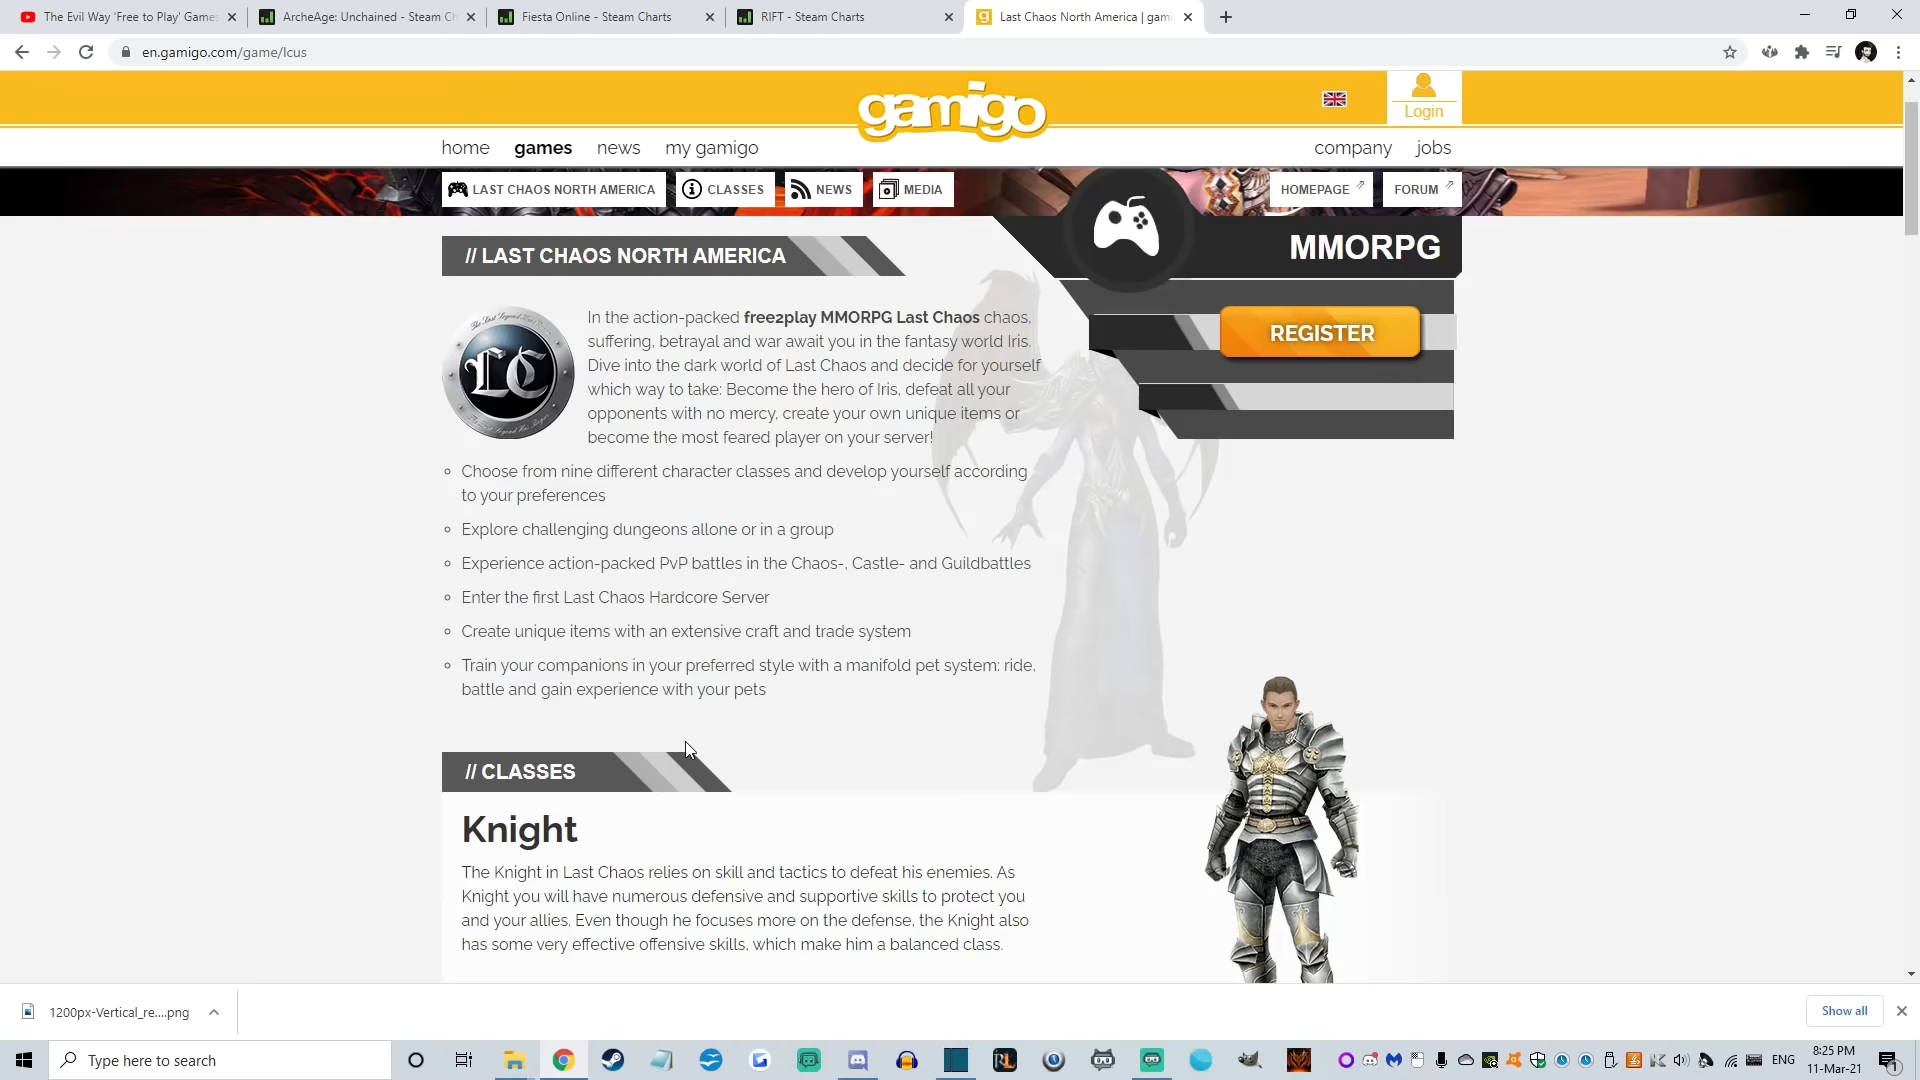 The Evil Way 'Free to Play' Game
ArcheAge: Unchained - Steam Ch
Fiesta Online - Steam Charts
RIFT - Steam Charts
Last Chaos North America | gami
en.gamigo.com/game/lcus
gamigo
Login
home
games
news
my gamigo
company
jobs
LAST CHAOS NORTH AMERICA
CLASSES
NEWS
MEDIA
HOMEPAGE
FORUM
MMORPG
// LAST CHAOS NORTH AMERICA
REGISTER
LC
In the action-packed free2play MMORPG Last Chaos chaos,
suffering, betrayal and war await you in the fantasy world Iris.
Dive into the dark world of Last Chaos and decide for yourself
which way to take: Become the hero of Iris, defeat all your
opponents with no mercy, create your own unique items or
become the most feared player on your server!
Choose from nine different character classes and develop yourself according
to your preferences
Explore challenging dungeons allone or in a group
Experience action-packed PvP battles in the Chaos-, Castle- and Guildbattles
Enter the first Last Chaos Hardcore Server
Create unique items with an extensive craft and trade system
Train your companions in your preferred style with a manifold pet system: ride,
battle and gain experience with your pets
// CLASSES
Knight
The Knight in Last Chaos relies on skill and tactics to defeat his enemies. As
Knight you will have numerous defensive and supportive skills to protect you
and your allies. Even though he focuses more on the defense, the Knight also
has some very effective offensive skills, which make him a balanced class.
1200px-Vertical_re....png
Show all
Type here to search
ENG
8:25 PM
11-Mar-21